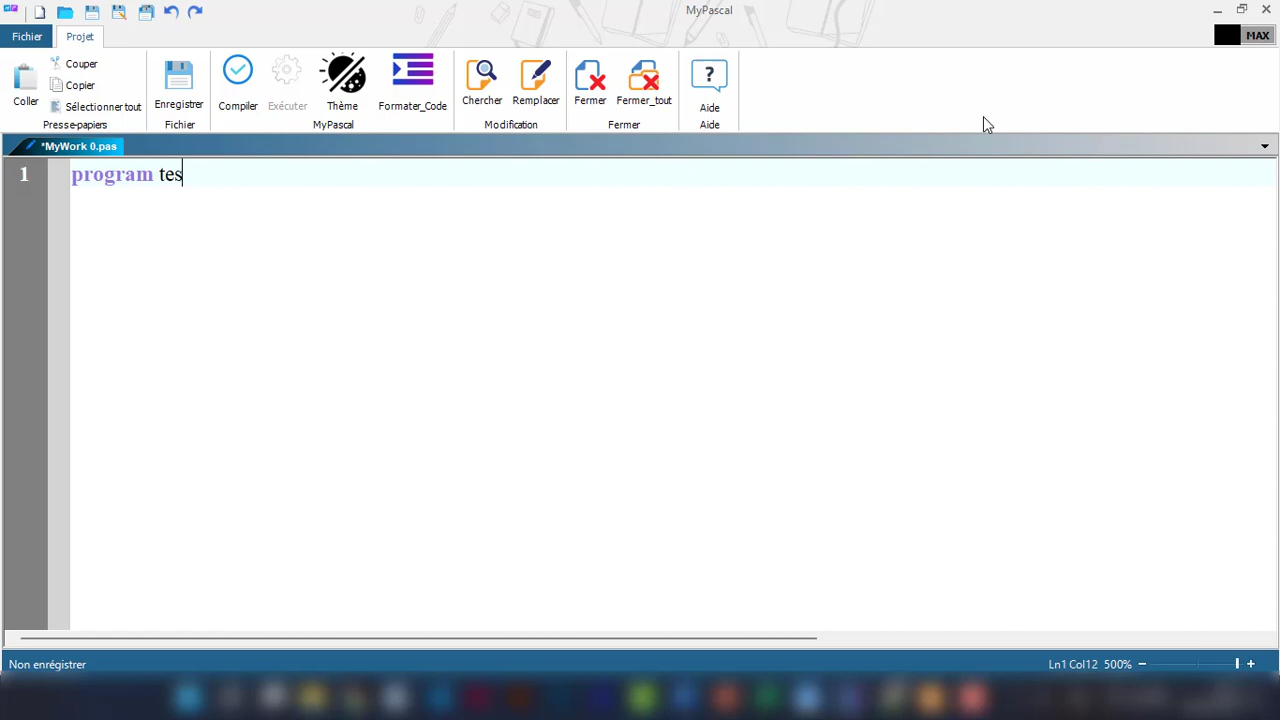 MyPascal
Fichier Projet MAX
Coller Couper Copier Sélectionner tout Enregistrer Compiler Exécuter Thème Formater_Code Chercher Remplacer Fermer Fermer_tout ? Aide
Presse-papiers Fichier MyPascal Modification Fermer Aide
*MyWork 0.pas
1 program tes
Non enrégistrer Ln1 Col12 500%